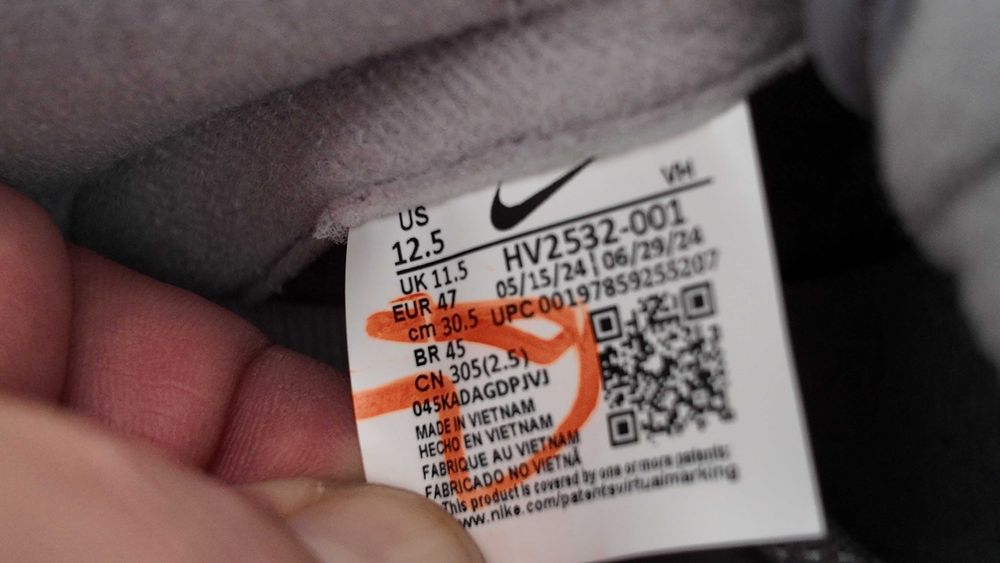 US
12.5
UK 11.5
EUR 47
cm 30.5
BR 45
CN 305(2.5)
045KADAGDPJVJ
MADE IN VIETNAM
HECHO EN VIETNAM
FABRIQUE AU VIETNAM
FABRICADO NO VIETNÃ
This product is covered by one or more patents:
www.nike.com/patentsvirtualmarking
VH
HV2532-001
05/15/24 | 06/29/24
UPC 00197859255207